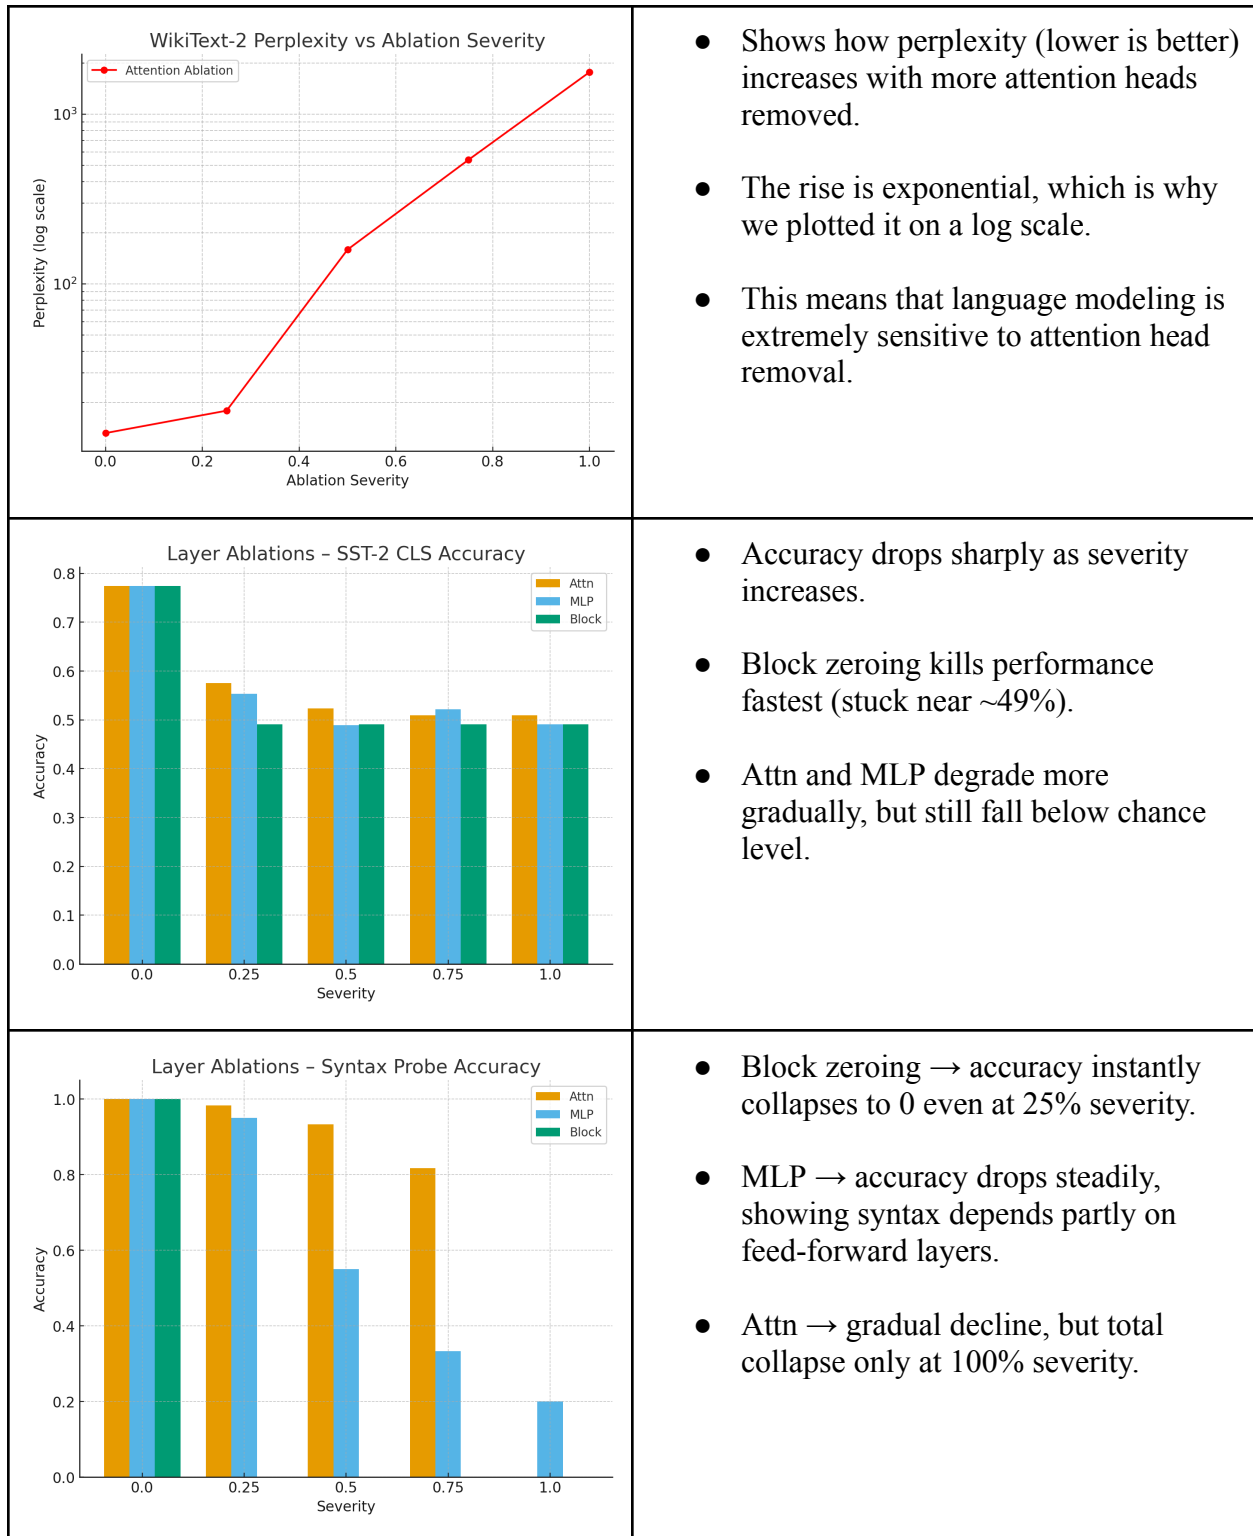 WikiText-2 Perplexity vs Ablation Severity
Attention Ablation
10³
10²
Perplexity (log scale)
0.0 0.2 0.4 0.6 0.8 1.0
Ablation Severity
● Shows how perplexity (lower is better)
increases with more attention heads
removed.
● The rise is exponential, which is why
we plotted it on a log scale.
● This means that language modeling is
extremely sensitive to attention head
removal.
Layer Ablations – SST-2 CLS Accuracy
Attn
MLP
Block
0.8
0.7
0.6
0.5
0.4
0.3
0.2
0.1
0.0
Accuracy
0.0 0.25 0.5 0.75 1.0
Severity
● Accuracy drops sharply as severity
increases.
● Block zeroing kills performance
fastest (stuck near ~49%).
● Attn and MLP degrade more
gradually, but still fall below chance
level.
Layer Ablations – Syntax Probe Accuracy
Attn
MLP
Block
1.0
0.8
0.6
0.4
0.2
0.0
Accuracy
0.0 0.25 0.5 0.75 1.0
Severity
● Block zeroing → accuracy instantly
collapses to 0 even at 25% severity.
● MLP → accuracy drops steadily,
showing syntax depends partly on
feed-forward layers.
● Attn → gradual decline, but total
collapse only at 100% severity.